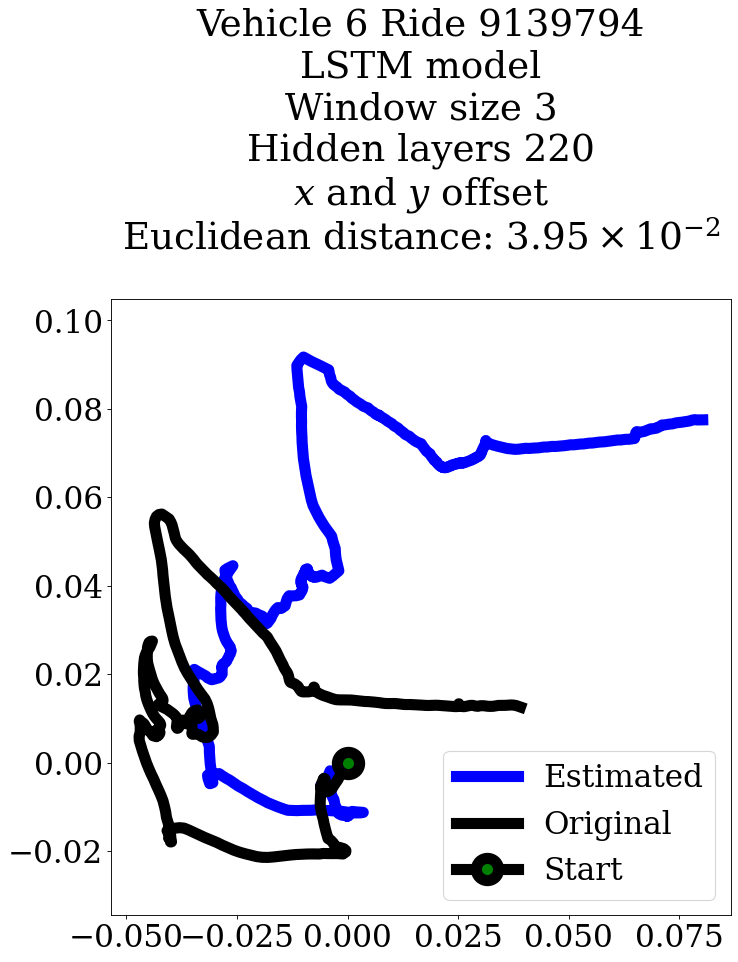 Vehicle 6 Ride 9139794
LSTM model
Window size 3
Hidden layers 220
x and y offset
Euclidean distance: 3.95 × 10⁻²
0.10
0.08
0.06
0.04
0.02
0.00
−0.02
Estimated
Original
Start
−0.050 −0.025 0.000 0.025 0.050 0.075